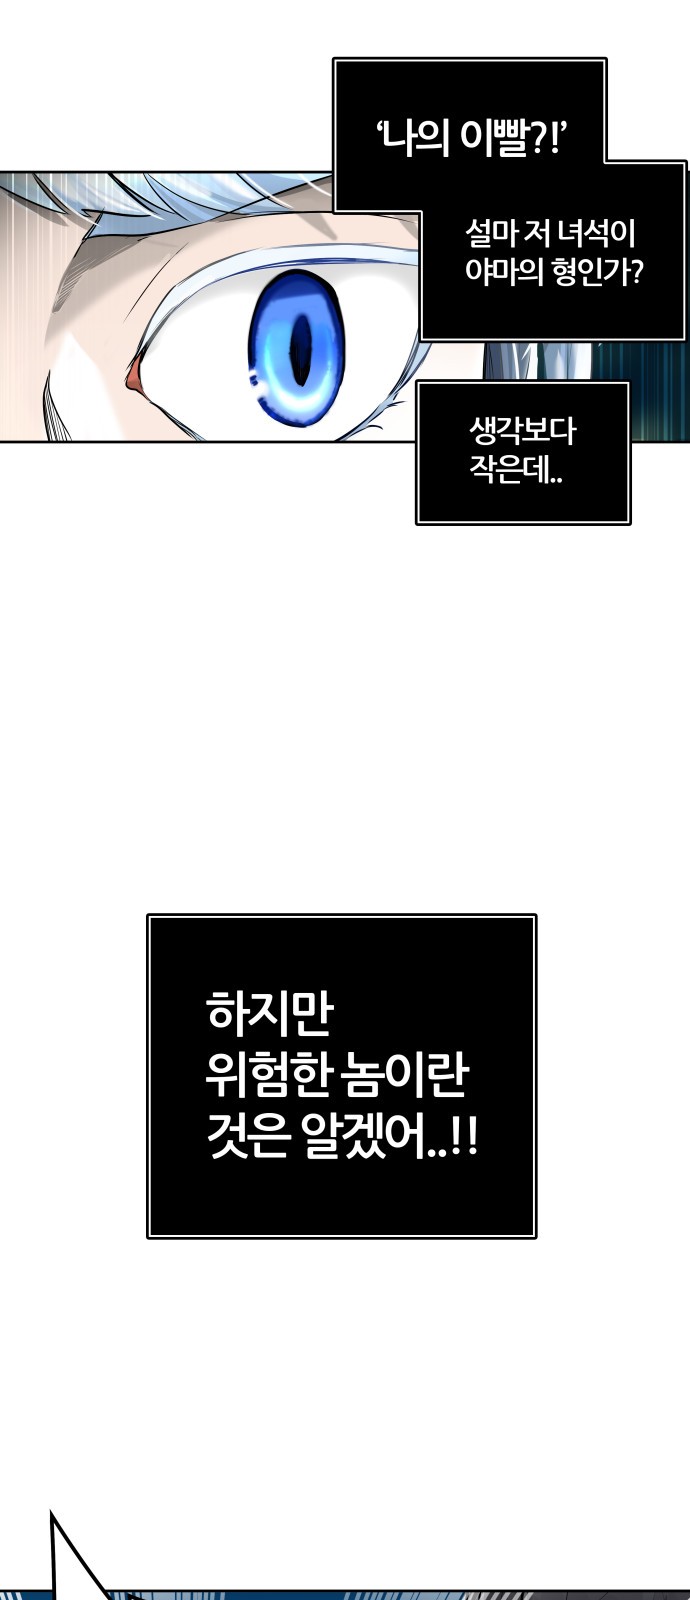 ‘나의 이빨?!’
설마 저 녀석이
야마의 형인가?
생각보다
작은데..
하지만
위험한 놈이란
것은 알겠어..!!